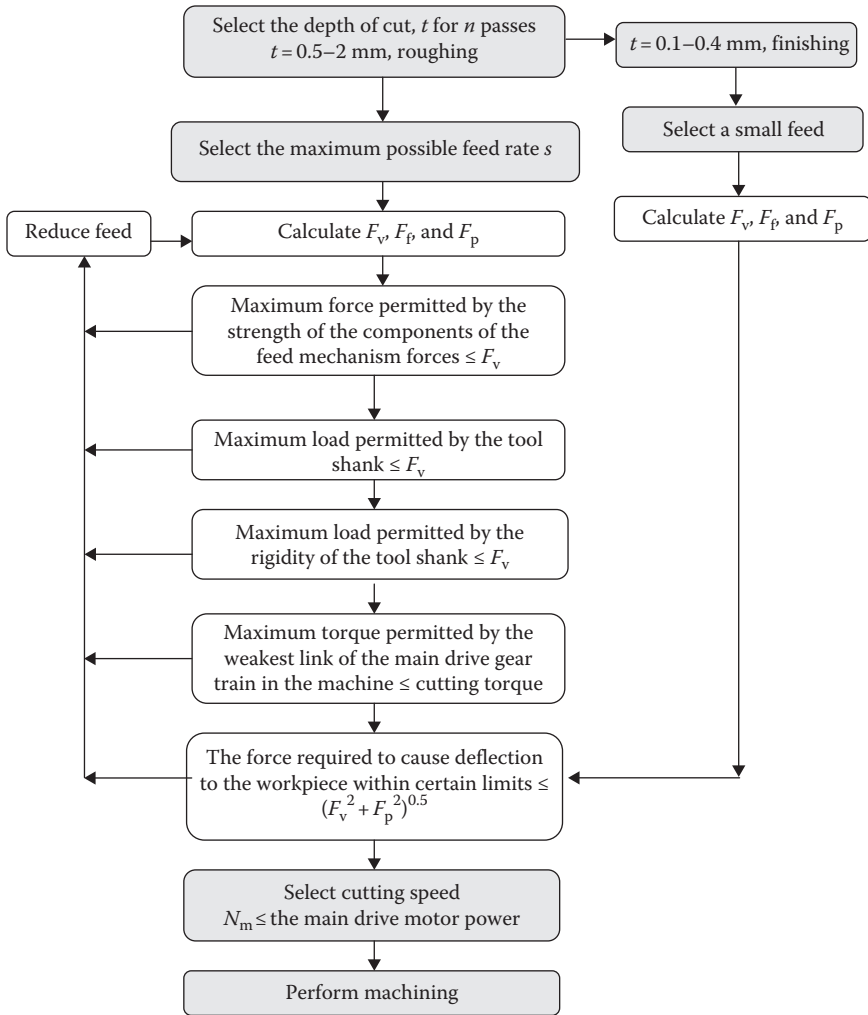 Select the depth of cut, t for n passes
t = 0.5–2 mm, roughing
t = 0.1–0.4 mm, finishing
Select a small feed
Select the maximum possible feed rate s
Reduce feed
Calculate Fv, Ff, and Fp
Calculate Fv, Ff, and Fp
Maximum force permitted by the
strength of the components of the
feed mechanism forces ≤ Fv
Maximum load permitted by the tool
shank ≤ Fv
Maximum load permitted by the
rigidity of the tool shank ≤ Fv
Maximum torque permitted by the
weakest link of the main drive gear
train in the machine ≤ cutting torque
The force required to cause deflection
to the workpiece within certain limits ≤
(Fv² + Fp²)^0.5
Select cutting speed
Nm ≤ the main drive motor power
Perform machining